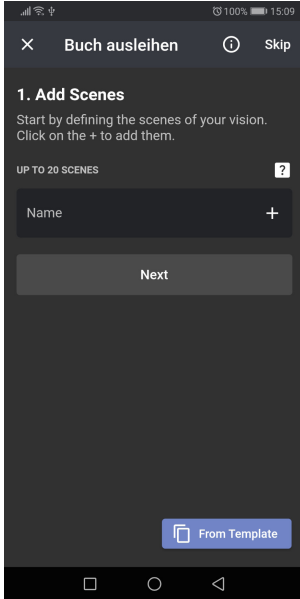 100% 15:09
Buch ausleihen Skip
1. Add Scenes
Start by defining the scenes of your vision.
Click on the + to add them.
UP TO 20 SCENES ?
Name +
Next
From Template